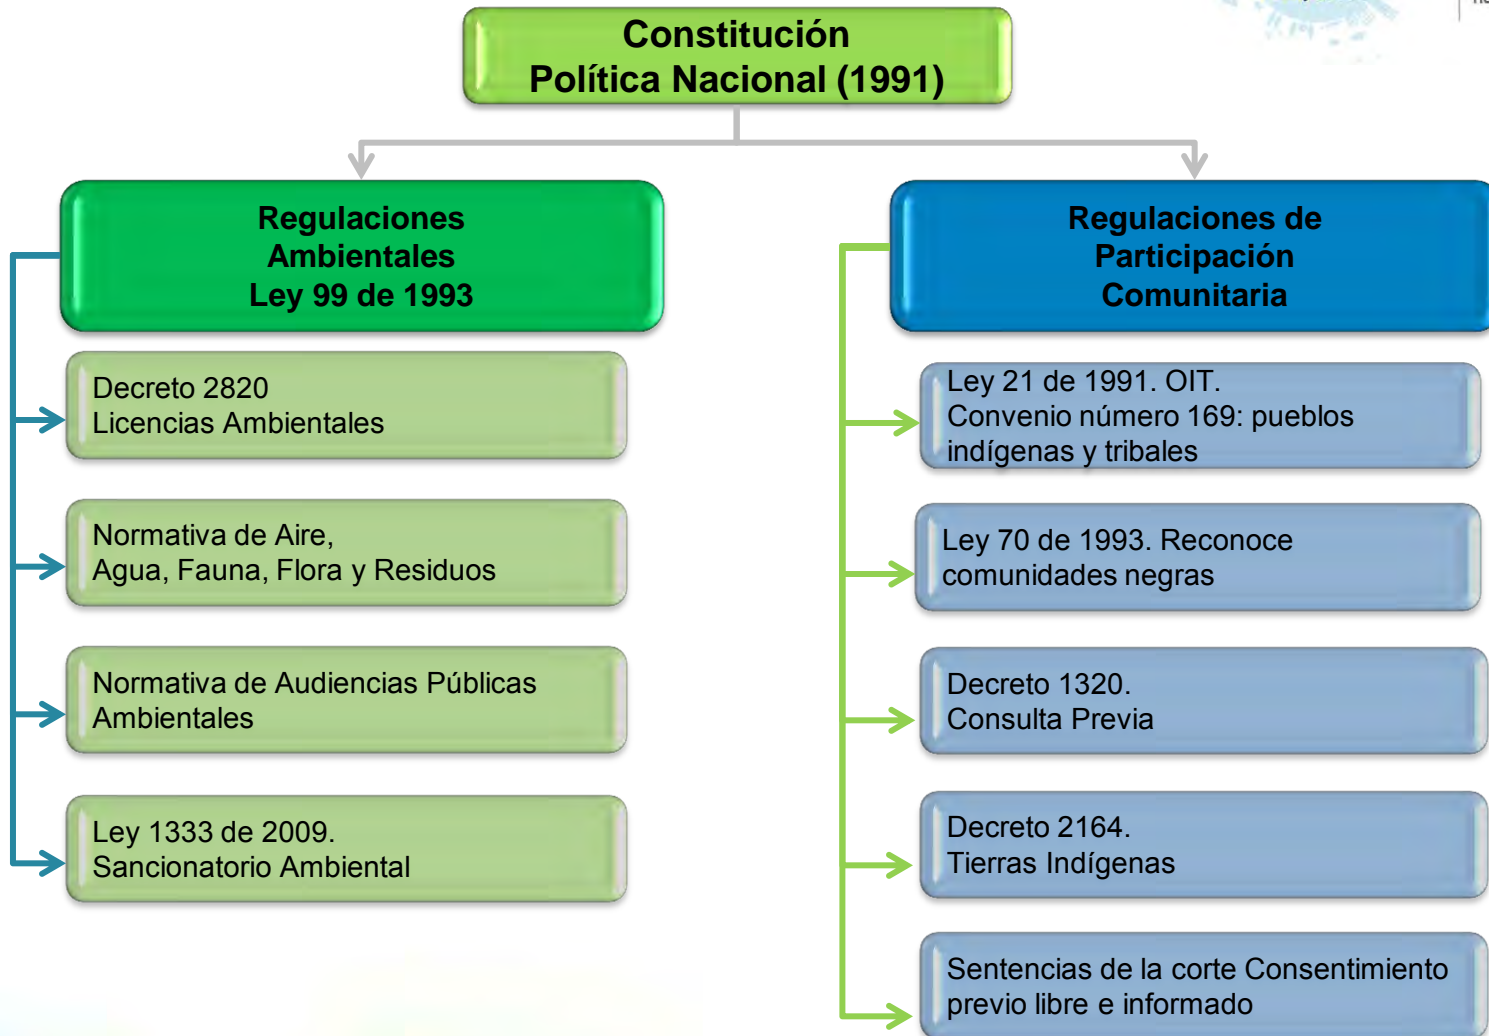 Constitución
Política Nacional (1991)
Regulaciones
Ambientales
Ley 99 de 1993
Decreto 2820
Licencias Ambientales
Normativa de Aire,
Agua, Fauna, Flora y Residuos
Normativa de Audiencias Públicas
Ambientales
Ley 1333 de 2009.
Sancionatorio Ambiental
Regulaciones de
Participación
Comunitaria
Ley 21 de 1991. OIT.
Convenio número 169: pueblos
indígenas y tribales
Ley 70 de 1993. Reconoce
comunidades negras
Decreto 1320.
Consulta Previa
Decreto 2164.
Tierras Indígenas
Sentencias de la corte Consentimiento
previo libre e informado